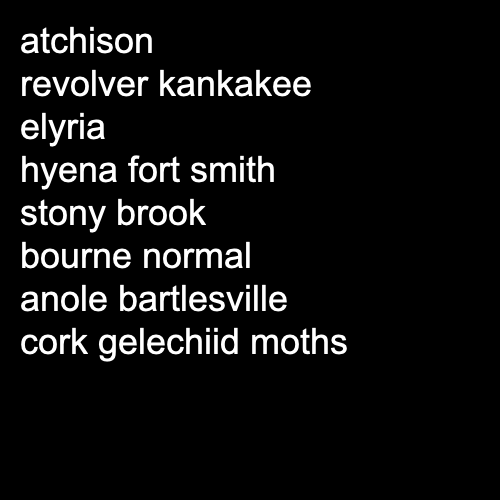 atchison
revolver kankakee
elyria
hyena fort smith
stony brook
bourne normal
anole bartlesville
cork gelechiid moths